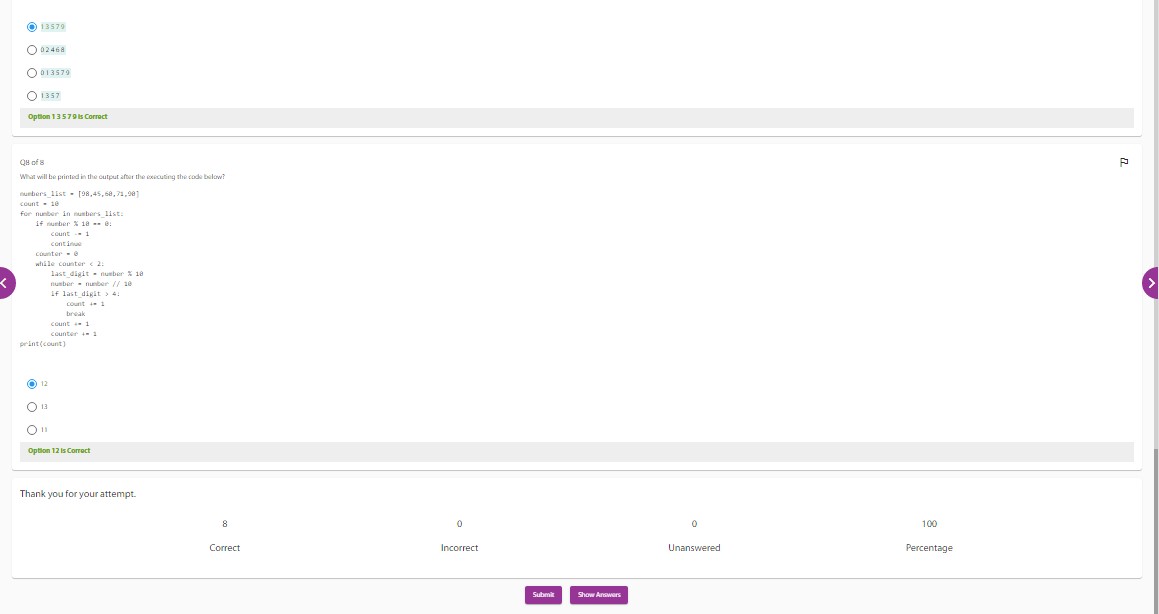 1 3 5 7 9
0 2 4 6 8
0 1 3 5 7 9
1 3 5 7
Option 1 3 5 7 9 is Correct
Q8 of 8
What will be printed in the output after the executing the code below?
numbers_list = [98,45,60,71,90]
count = 10
for number in numbers_list:
    if number % 10 == 0:
        count -= 1
        continue
    counter = 0
    while counter < 2:
        last_digit = number % 10
        number = number // 10
        if last_digit > 4:
            count += 1
            break
        count += 1
        counter += 1
print(count)
12
13
11
Option 12 is Correct
Thank you for your attempt.
8 0 0 100
Correct Incorrect Unanswered Percentage
Submit Show Answers